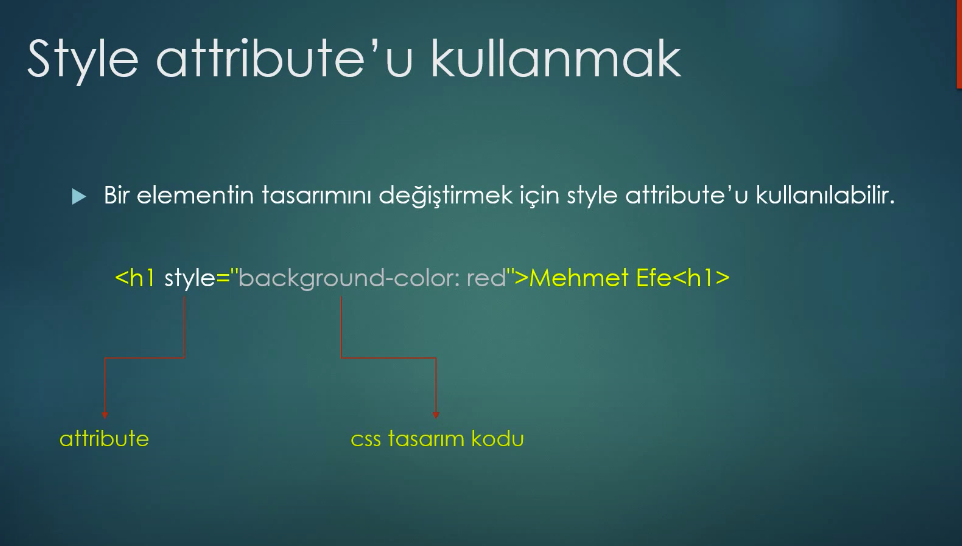 Style attribute’u kullanmak
Bir elementin tasarımını değiştirmek için style attribute’u kullanılabilir.
<h1 style="background-color: red">Mehmet Efe<h1>
attribute
css tasarım kodu